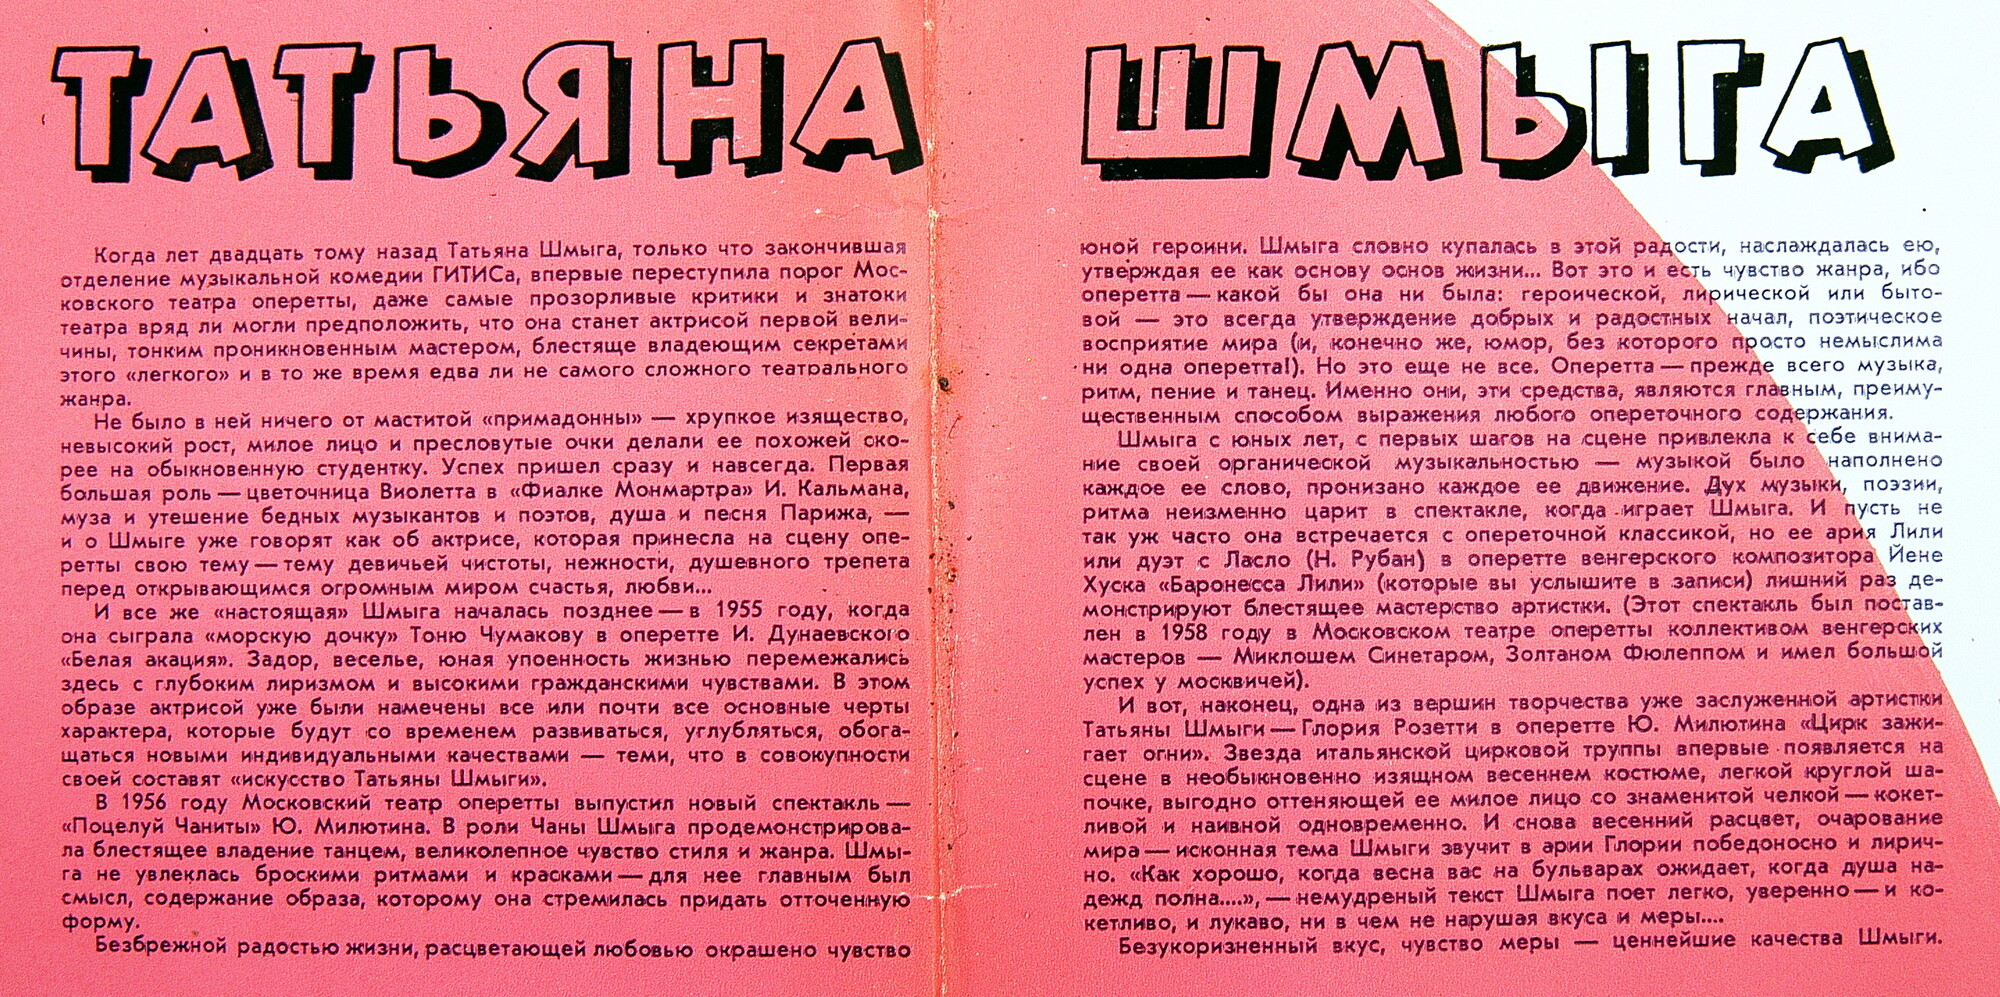 ТАТЬЯНА ШМЫГА
Когда лет двадцать тому назад Татьяна Шмыга, только что закончившая
отделение музыкальной комедии ГИТИСа, впервые переступила порог Мос-
ковского театра оперетты, даже самые прозорливые критики и знатоки
театра вряд ли могли предположить, что она станет актрисой первой вели-
чины, тонким проникновенным мастером, блестяще владеющим секретами
этого «легкого» и в то же время едва ли не самого сложного театрального
жанра.
Не было в ней ничего от маститой «примадонны» — хрупкое изящество,
невысокий рост, милое лицо и пресловутые очки делали ее похожей ско-
рее на обыкновенную студентку. Успех пришел сразу и навсегда. Первая
большая роль — цветочница Виолетта в «Фиалке Монмартра» И. Кальмана,
муза и утешение бедных музыкантов и поэтов, душа и песня Парижа, —
и о Шмыге уже говорят как об актрисе, которая принесла на сцену опе-
ретты свою тему — тему девичьей чистоты, нежности, душевного трепета
перед открывающимся огромным миром счастья, любви...
И все же «настоящая» Шмыга началась позднее — в 1955 году, когда
она сыграла «морскую дочку» Тоню Чумакову в оперетте И. Дунаевского
«Белая акация». Задор, веселье, юная упоенность жизнью перемежались
здесь с глубоким лиризмом и высокими гражданскими чувствами. В этом
образе актрисой уже были намечены все или почти все основные черты
характера, которые будут со временем развиваться, углубляться, обога-
щаться новыми индивидуальными качествами — теми, что в совокупности
своей составят «искусство Татьяны Шмыги».
В 1956 году Московский театр оперетты выпустил новый спектакль —
«Поцелуй Чаниты» Ю. Милютина. В роли Чаны Шмыга продемонстрирова-
ла блестящее владение танцем, великолепное чувство стиля и жанра. Шмы-
га не увлеклась броскими ритмами и красками — для нее главным был
смысл, содержание образа, которому она стремилась придать отточенную
форму.
Безбрежной радостью жизни, расцветающей любовью окрашено чувство
юной героини. Шмыга словно купалась в этой радости, наслаждалась ею,
утверждая ее как основу основ жизни... Вот это и есть чувство жанра, ибо
оперетта — какой бы она ни была: героической, лирической или быто-
вой — это всегда утверждение добрых и радостных начал, поэтическое
восприятие мира (и, конечно же, юмор, без которого просто немыслима
ни одна оперетта!). Но это еще не все. Оперетта — прежде всего музыка,
ритм, пение и танец. Именно они, эти средства, являются главным, преиму-
щественным способом выражения любого опереточного содержания.
Шмыга с юных лет, с первых шагов на сцене привлекла к себе внима-
ние своей органической музыкальностью — музыкой было наполнено
каждое ее слово, пронизано каждое ее движение. Дух музыки, поэзии,
ритма неизменно царит в спектакле, когда играет Шмыга. И пусть не
так уж часто она встречается с опереточной классикой, но ее ария Лили
или дуэт с Ласло (Н. Рубан) в оперетте венгерского композитора Йене
Хуска «Баронесса Лили» (которые вы услышите в записи) лишний раз де-
монстрируют блестящее мастерство артистки. (Этот спектакль был постав-
лен в 1958 году в Московском театре оперетты коллективом венгерских
мастеров — Миклошем Синетаром, Золтаном Фюлеппом и имел большой
успех у москвичей).
И вот, наконец, одна из вершин творчества уже заслуженной артистки
Татьяны Шмыги — Глория Розетти в оперетте Ю. Милютина «Цирк зажи-
гает огни». Звезда итальянской цирковой труппы впервые появляется на
сцене в необыкновенно изящном весеннем костюме, легкой круглой ша-
почке, выгодно оттеняющей ее милое лицо со знаменитой челкой — кокет-
ливой и наивной одновременно. И снова весенний расцвет, очарование
мира — исконная тема Шмыги звучит в арии Глории победоносно и лирич-
но. «Как хорошо, когда весна вас на бульварах ожидает, когда душа на-
дежд полна....», — немудреный текст Шмыга поет легко, уверенно — и ко-
кетливо, и лукаво, ни в чем не нарушая вкуса и меры....
Безукоризненный вкус, чувство меры — ценнейшие качества Шмыги.